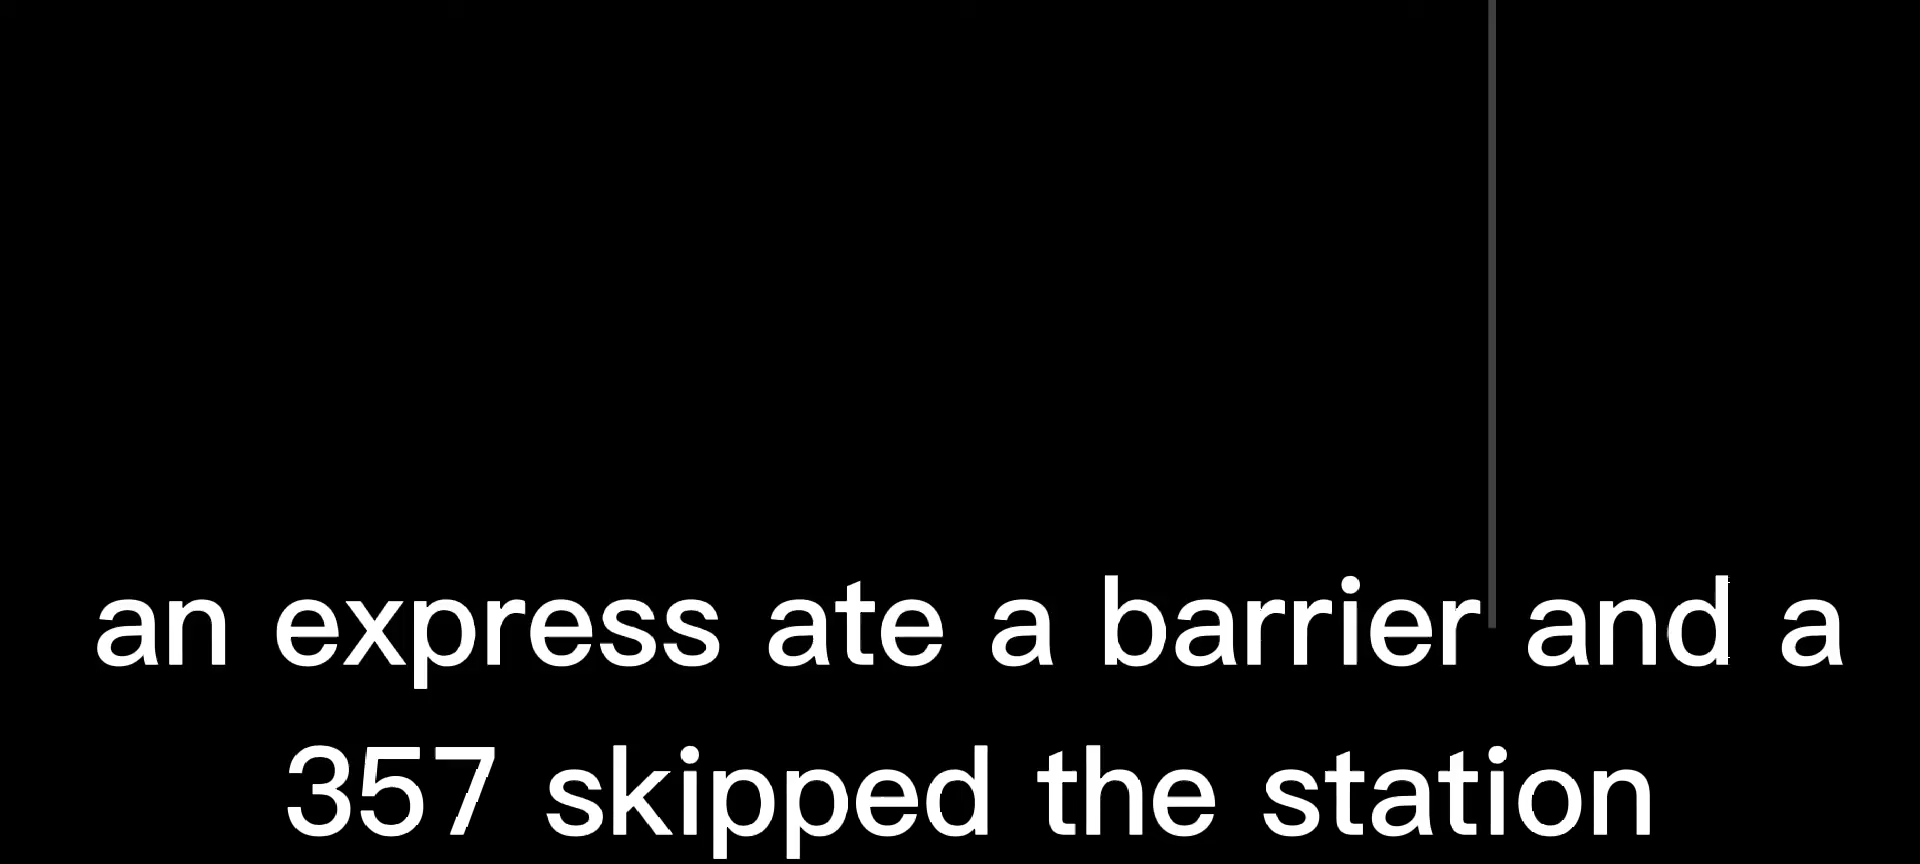 an express ate a barrier and a
357 skipped the station